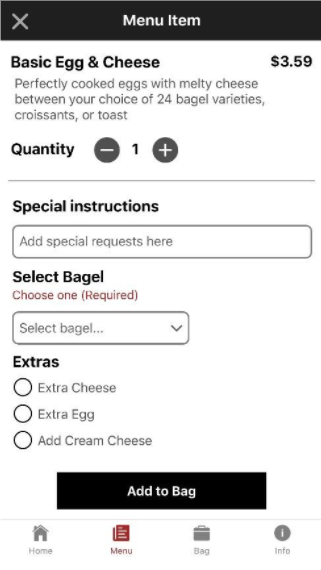 Menu Item
Basic Egg & Cheese $3.59
Perfectly cooked eggs with melty cheese
between your choice of 24 bagel varieties,
croissants, or toast
Quantity 1
Special instructions
Add special requests here
Select Bagel
Choose one (Required)
Select bagel...
Extras
Extra Cheese
Extra Egg
Add Cream Cheese
Add to Bag
Home Menu Bag Info